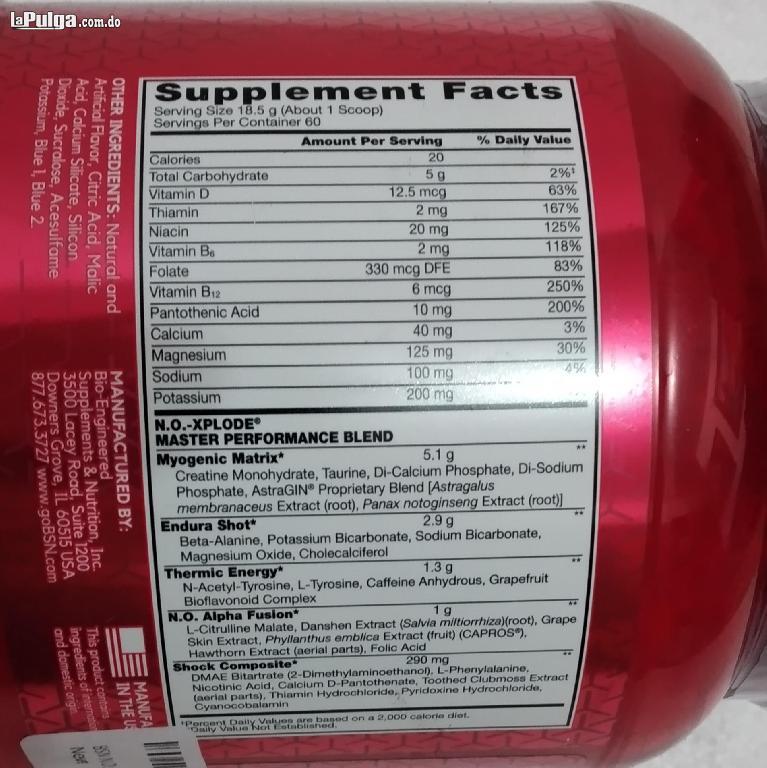 laPulga.com.do
Supplement Facts
Serving Size 18.5 g (About 1 Scoop)
Servings Per Container 60
Amount Per Serving % Daily Value
Calories 20
Total Carbohydrate 5 g 2%†
Vitamin D 12.5 mcg 63%
Thiamin 2 mg 167%
Niacin 20 mg 125%
Vitamin B₆ 2 mg 118%
Folate 330 mcg DFE 83%
Vitamin B₁₂ 6 mcg 250%
Pantothenic Acid 10 mg 200%
Calcium 40 mg 3%
Magnesium 125 mg 30%
Sodium 100 mg 4%
Potassium 200 mg
N.O.-XPLODE®
MASTER PERFORMANCE BLEND
Myogenic Matrix* 5.1 g **
Creatine Monohydrate, Taurine, Di-Calcium Phosphate, Di-Sodium
Phosphate, AstraGIN® Proprietary Blend [Astragalus
membranaceus Extract (root), Panax notoginseng Extract (root)]
Endura Shot* 2.9 g **
Beta-Alanine, Potassium Bicarbonate, Sodium Bicarbonate,
Magnesium Oxide, Cholecalciferol
Thermic Energy* 1.3 g **
N-Acetyl-Tyrosine, L-Tyrosine, Caffeine Anhydrous, Grapefruit
Bioflavonoid Complex
N.O. Alpha Fusion* 1 g **
L-Citrulline Malate, Danshen Extract (Salvia miltiorrhiza)(root), Grape
Skin Extract, Phyllanthus emblica Extract (fruit) (CAPROS®),
Hawthorn Extract (aerial parts), Folic Acid
Shock Composite* 290 mg **
DMAE Bitartrate (2-Dimethylaminoethanol), L-Phenylalanine,
Nicotinic Acid, Calcium D-Pantothenate, Toothed Clubmoss Extract
(aerial parts), Thiamin Hydrochloride, Pyridoxine Hydrochloride,
Cyanocobalamin
†Percent Daily Values are based on a 2,000 calorie diet.
**Daily Value Not Established.
OTHER INGREDIENTS: Natural and
Artificial Flavor, Citric Acid, Malic
Acid, Calcium Silicate, Silicon
Dioxide, Sucralose, Acesulfame
Potassium, Blue 1, Blue 2.
MANUFACTURED BY:
Bio-Engineered
Supplements & Nutrition, Inc.
3500 Lacey Road, Suite 1200
Downers Grove, IL 60515 USA
877.673.3727 www.goBSN.com
MANUFA
IN THE
This product contains
ingredients of
and domestic